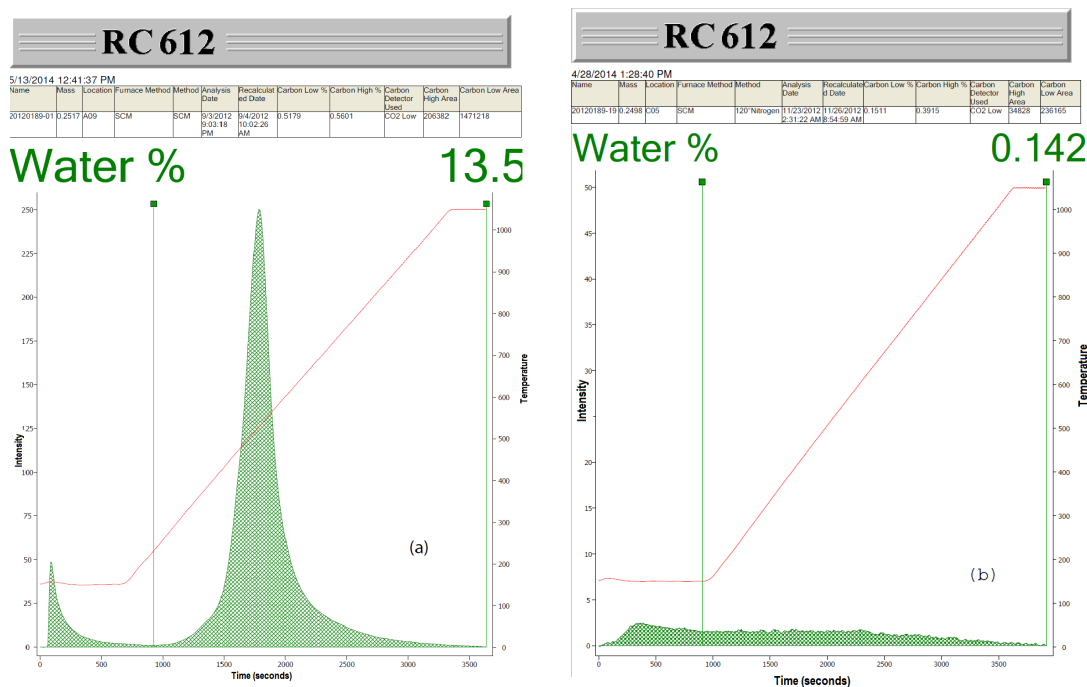 RC 612
5/13/2014 12:41:37 PM
Name Mass Location Furnace Method Method Analysis Date Recalculated Date Carbon Low % Carbon High % Carbon Detector Used Carbon High Area Carbon Low Area
20120189-01 0.2517 A09 SCM SCM 9/3/2012 9:03:18 PM 9/4/2012 10:02:26 AM 0.5179 0.5601 CO2 Low 206382 1471218
Water % 13.5
250
225
200
175
150
125
100
75
50
25
0
Intensity
1000
900
800
700
600
500
400
300
200
100
0
Temperature
(a)
0 500 1000 1500 2000 2500 3000 3500
Time (seconds)
RC 612
4/28/2014 1:28:40 PM
Name Mass Location Furnace Method Method Analysis Date Recalculated Date Carbon Low % Carbon High % Carbon Detector Used Carbon High Area Carbon Low Area
20120189-19 0.2498 C05 SCM 120°Nitrogen 11/23/2012 2:31:22 AM 11/26/2012 8:54:59 AM 0.1511 0.3915 CO2 Low 34828 236165
Water % 0.142
50
45
40
35
30
25
20
15
10
5
0
Intensity
1000
900
800
700
600
500
400
300
200
100
0
Temperature
(b)
0 500 1000 1500 2000 2500 3000 3500
Time (seconds)